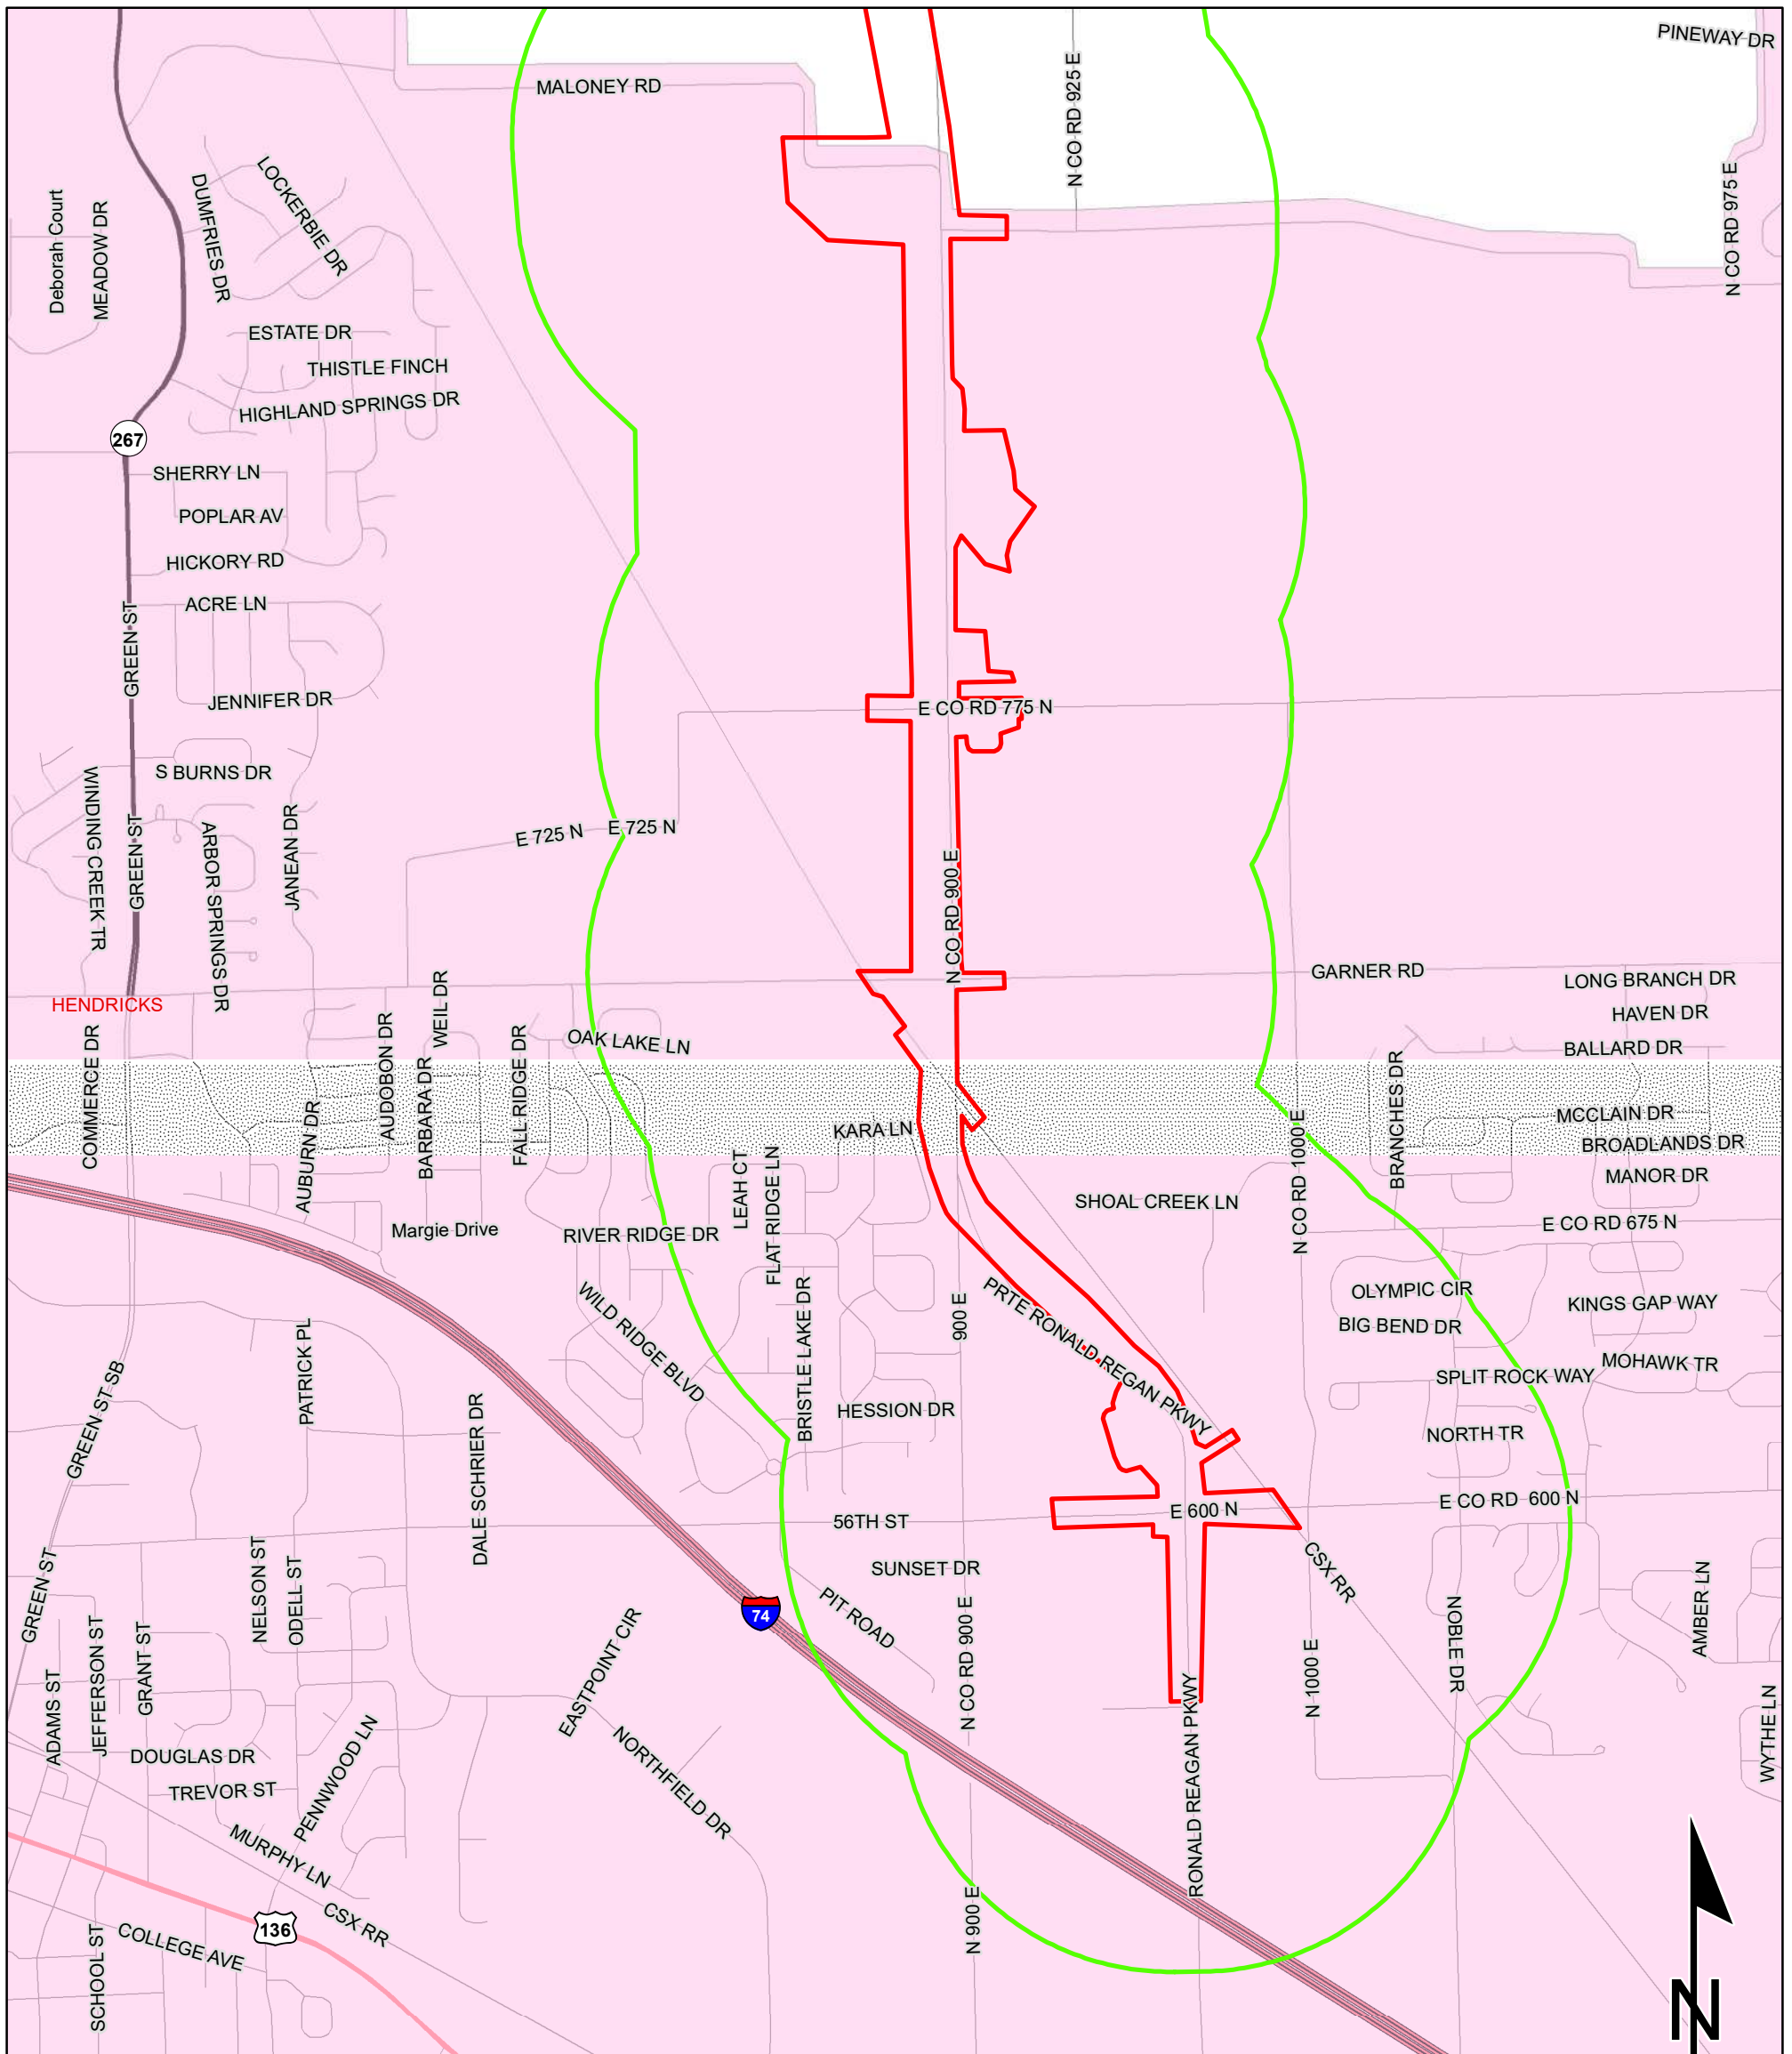 PINEWAY DR
MALONEY RD
N CO RD 925 E
LOCKERBIE DR
DUMFRIES DR
Deborah Court
MEADOW DR
N CO RD 975 E
ESTATE DR
THISTLE FINCH
HIGHLAND SPRINGS DR
267
SHERRY LN
POPLAR AV
HICKORY RD
ACRE LN
GREEN ST
JENNIFER DR
E CO RD 775 N
S BURNS DR
WINDING CREEK TR
GREEN ST
ARBOR SPRINGS DR
JANEAN DR
E 725 N
E 725 N
N CO RD 900 E
GARNER RD
LONG BRANCH DR
HENDRICKS
HAVEN DR
WEIL DR
OAK LAKE LN
BALLARD DR
COMMERCE DR
AUDOBON DR
FALL RIDGE DR
BARBARA DR
AUBURN DR
KARA LN
BRANCHES DR
MCCLAIN DR
BROADLANDS DR
N CO RD 1000 E
MANOR DR
LEAH CT
FLAT RIDGE LN
SHOAL CREEK LN
Margie Drive
RIVER RIDGE DR
E CO RD 675 N
OLYMPIC CIR
KINGS GAP WAY
900 E
PRTE RONALD REGAN PKWY
BIG BEND DR
WILD RIDGE BLVD
BRISTLE LAKE DR
PATRICK PL
MOHAWK TR
SPLIT ROCK WAY
GREEN ST SB
HESSION DR
NORTH TR
DALE SCHRIER DR
E CO RD 600 N
E 600 N
56TH ST
SUNSET DR
CSX RR
GREEN ST
NELSON ST
ODELL ST
74
PIT ROAD
AMBER LN
NOBLE DR
JEFFERSON ST
GRANT ST
EASTPOINT CIR
N CO RD 900 E
N 1000 E
ADAMS ST
DOUGLAS DR
TREVOR ST
PENNWOOD LN
NORTHFIELD DR
RONALD REAGAN PKWY
WYTHE LN
MURPHY LN
136
CSX RR
COLLEGE AVE
SCHOOL ST
N 900 E
N